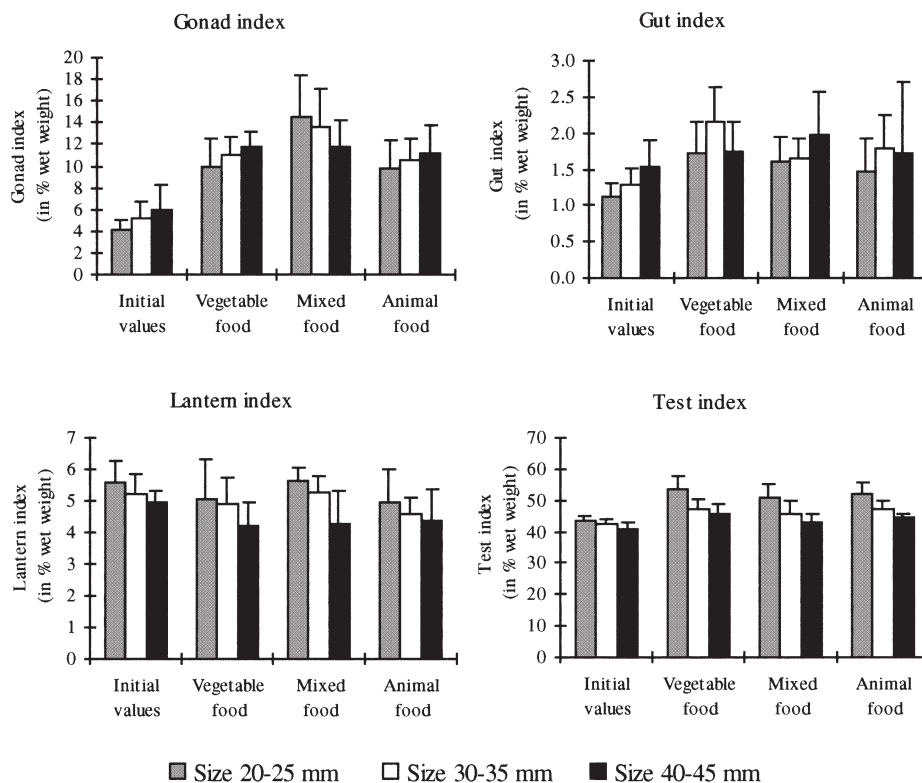 Gonad index
Gonad index
(in % wet weight)
20
18
16
14
12
10
8
6
4
2
0
Initial values
Vegetable food
Mixed food
Animal food
Gut index
Gut index
(in % wet weight)
3.0
2.5
2.0
1.5
1.0
0.5
0.0
Initial values
Vegetable food
Mixed food
Animal food
Lantern index
Lantern index
(in % wet weight)
7
6
5
4
3
2
1
0
Initial values
Vegetable food
Mixed food
Animal food
Test index
Test index
(in % wet weight)
70
60
50
40
30
20
10
0
Initial values
Vegetable food
Mixed food
Animal food
Size 20-25 mm
Size 30-35 mm
Size 40-45 mm